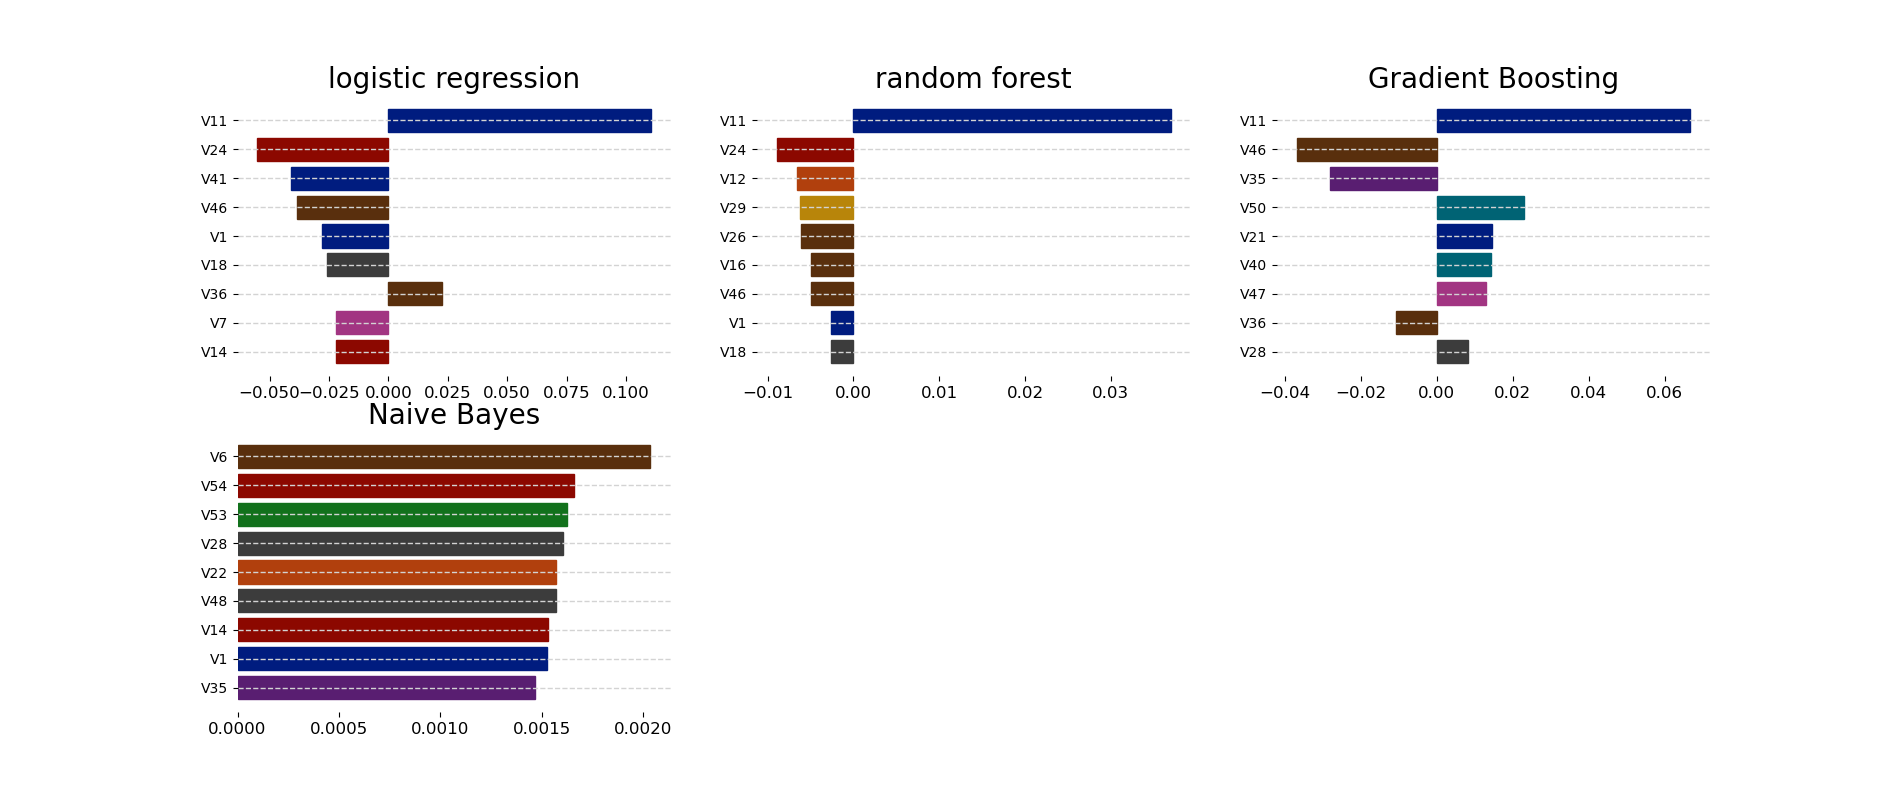 logistic regression
V11
V24
V41
V46
V1
V18
V36
V7
V14
−0.050 −0.025 0.000 0.025 0.050 0.075 0.100
random forest
V11
V24
V12
V29
V26
V16
V46
V1
V18
−0.01 0.00 0.01 0.02 0.03
Gradient Boosting
V11
V46
V35
V50
V21
V40
V47
V36
V28
−0.04 −0.02 0.00 0.02 0.04 0.06
Naive Bayes
V6
V54
V53
V28
V22
V48
V14
V1
V35
0.0000 0.0005 0.0010 0.0015 0.0020